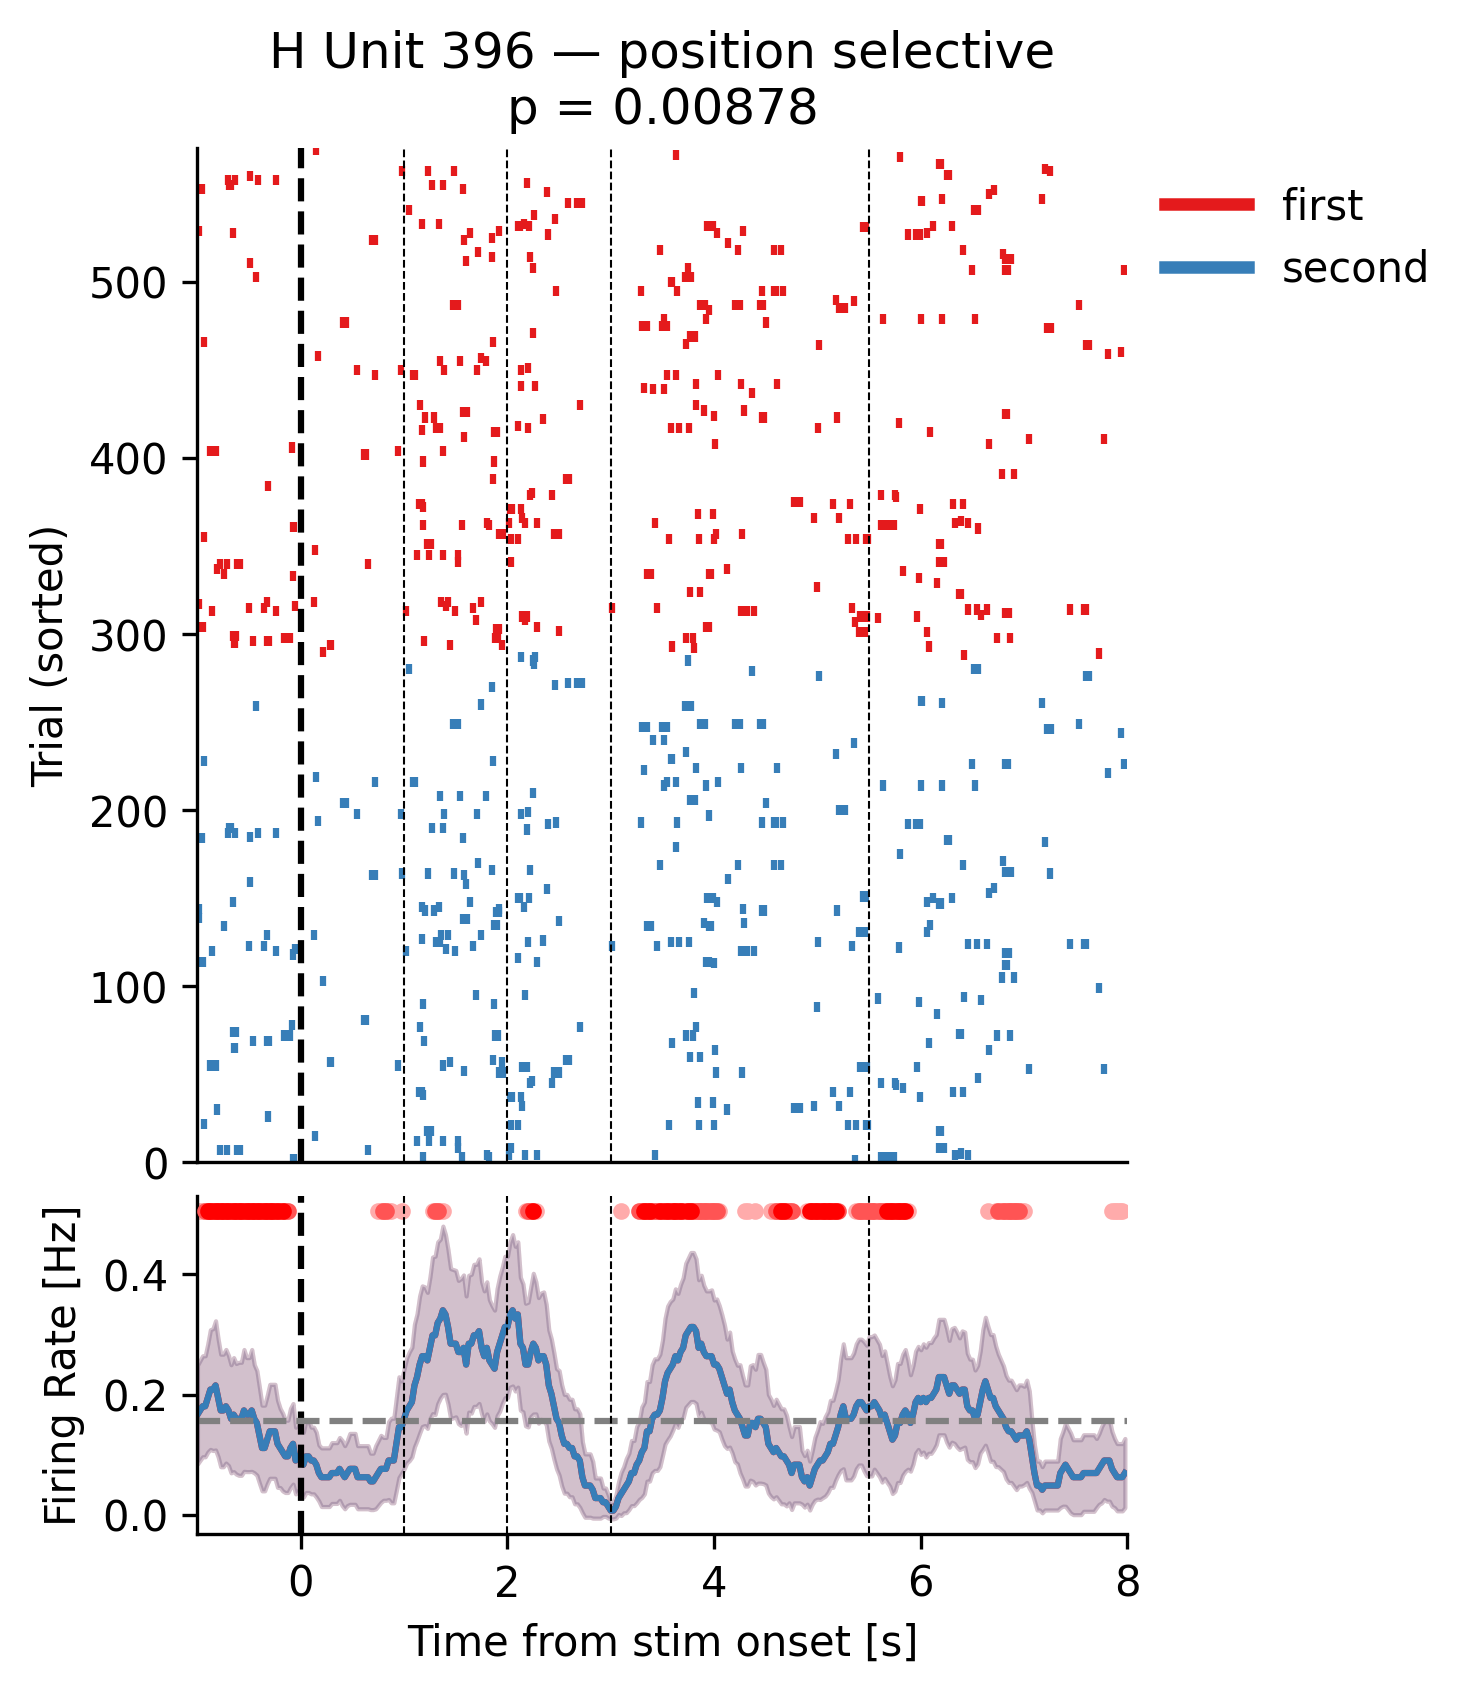 H Unit 396 — position selective
p = 0.00878
first
second
500
400
300
200
100
0
Trial (sorted)
0.4
0.2
0.0
Firing Rate [Hz]
0 2 4 6 8
Time from stim onset [s]